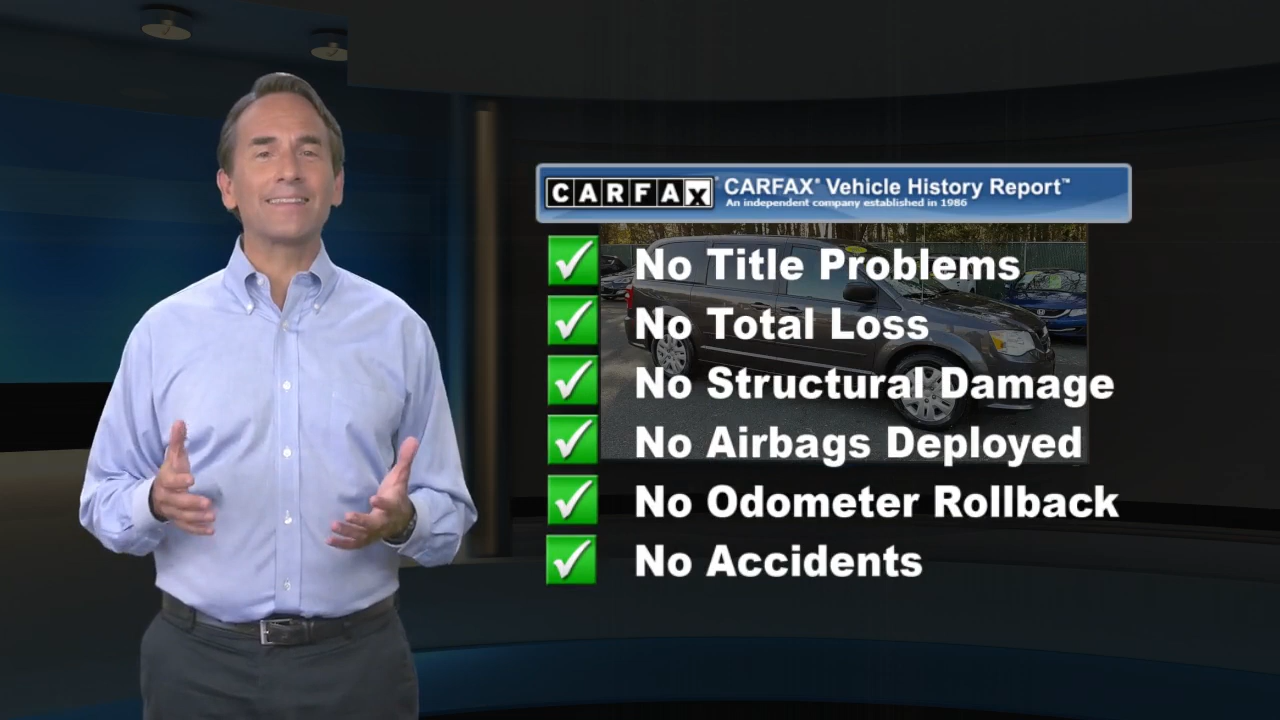 CARFAX® CARFAX® Vehicle History Report™
An independent company established in 1986
No Title Problems
No Total Loss
No Structural Damage
No Airbags Deployed
No Odometer Rollback
No Accidents